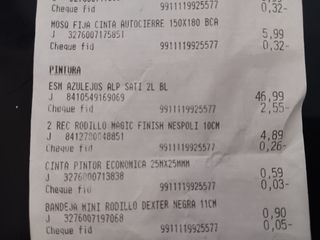 Cheque fid 9911119925577 0,32-
MOSQ FIJA CINTA AUTOCIERRE 150X180 BCA
J 3276007175851 5,99
Cheque fid 9911119925577 0,32-
PINTURA
ESM AZULEJOS ALP SATI 2L BL
J 8410549169069 46,99
Cheque fid 9911119925577 2,55-
2 REC RODILLO MAGIC FINISH NESPOLI 10CM
J 8412780048851 4,89
Cheque fid 9911119925577 0,26-
CINTA PINTOR ECONOMICA 25MX25MM
J 3276000713838 0,59
Cheque fid 9911119925577 0,03-
BANDEJA MINI RODILLO DEXTER NEGRA 11CM
J 3276007197068 0,90
Cheque fid 9911119925577 0,05-